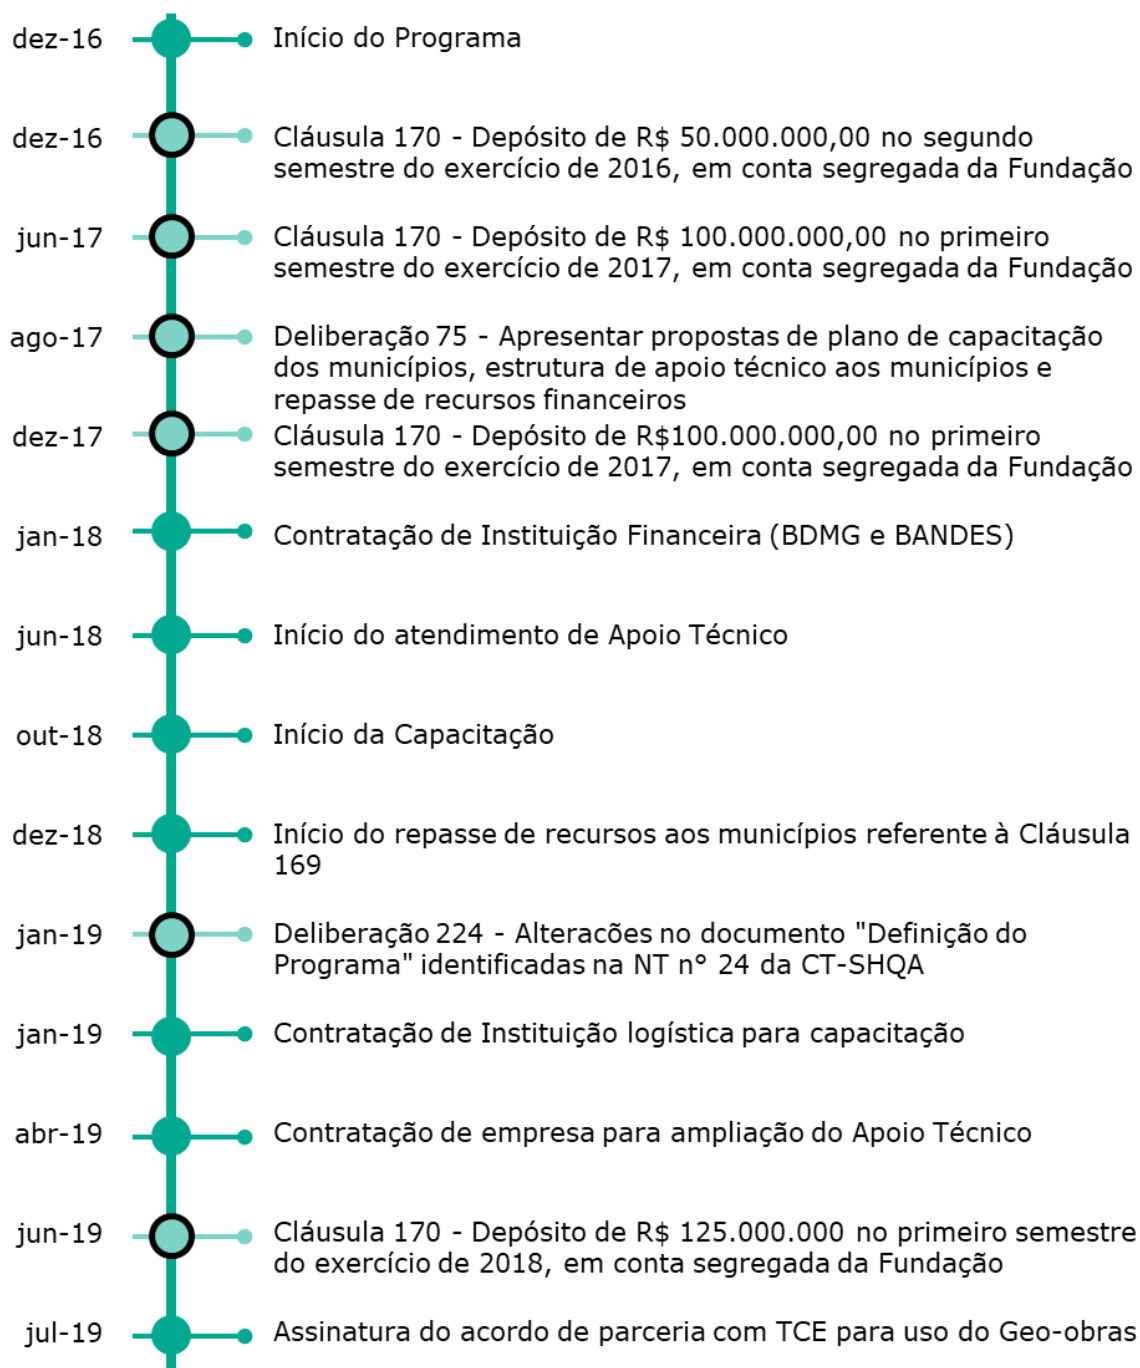 dez-16 Início do Programa
dez-16 Cláusula 170 - Depósito de R$ 50.000.000,00 no segundo
semestre do exercício de 2016, em conta segregada da Fundação
jun-17 Cláusula 170 - Depósito de R$ 100.000.000,00 no primeiro
semestre do exercício de 2017, em conta segregada da Fundação
ago-17 Deliberação 75 - Apresentar propostas de plano de capacitação
dos municípios, estrutura de apoio técnico aos municípios e
repasse de recursos financeiros
dez-17 Cláusula 170 - Depósito de R$100.000.000,00 no primeiro
semestre do exercício de 2017, em conta segregada da Fundação
jan-18 Contratação de Instituição Financeira (BDMG e BANDES)
jun-18 Início do atendimento de Apoio Técnico
out-18 Início da Capacitação
dez-18 Início do repasse de recursos aos municípios referente à Cláusula
169
jan-19 Deliberação 224 - Alteracões no documento "Definição do
Programa" identificadas na NT n° 24 da CT-SHQA
jan-19 Contratação de Instituição logística para capacitação
abr-19 Contratação de empresa para ampliação do Apoio Técnico
jun-19 Cláusula 170 - Depósito de R$ 125.000.000 no primeiro semestre
do exercício de 2018, em conta segregada da Fundação
jul-19 Assinatura do acordo de parceria com TCE para uso do Geo-obras